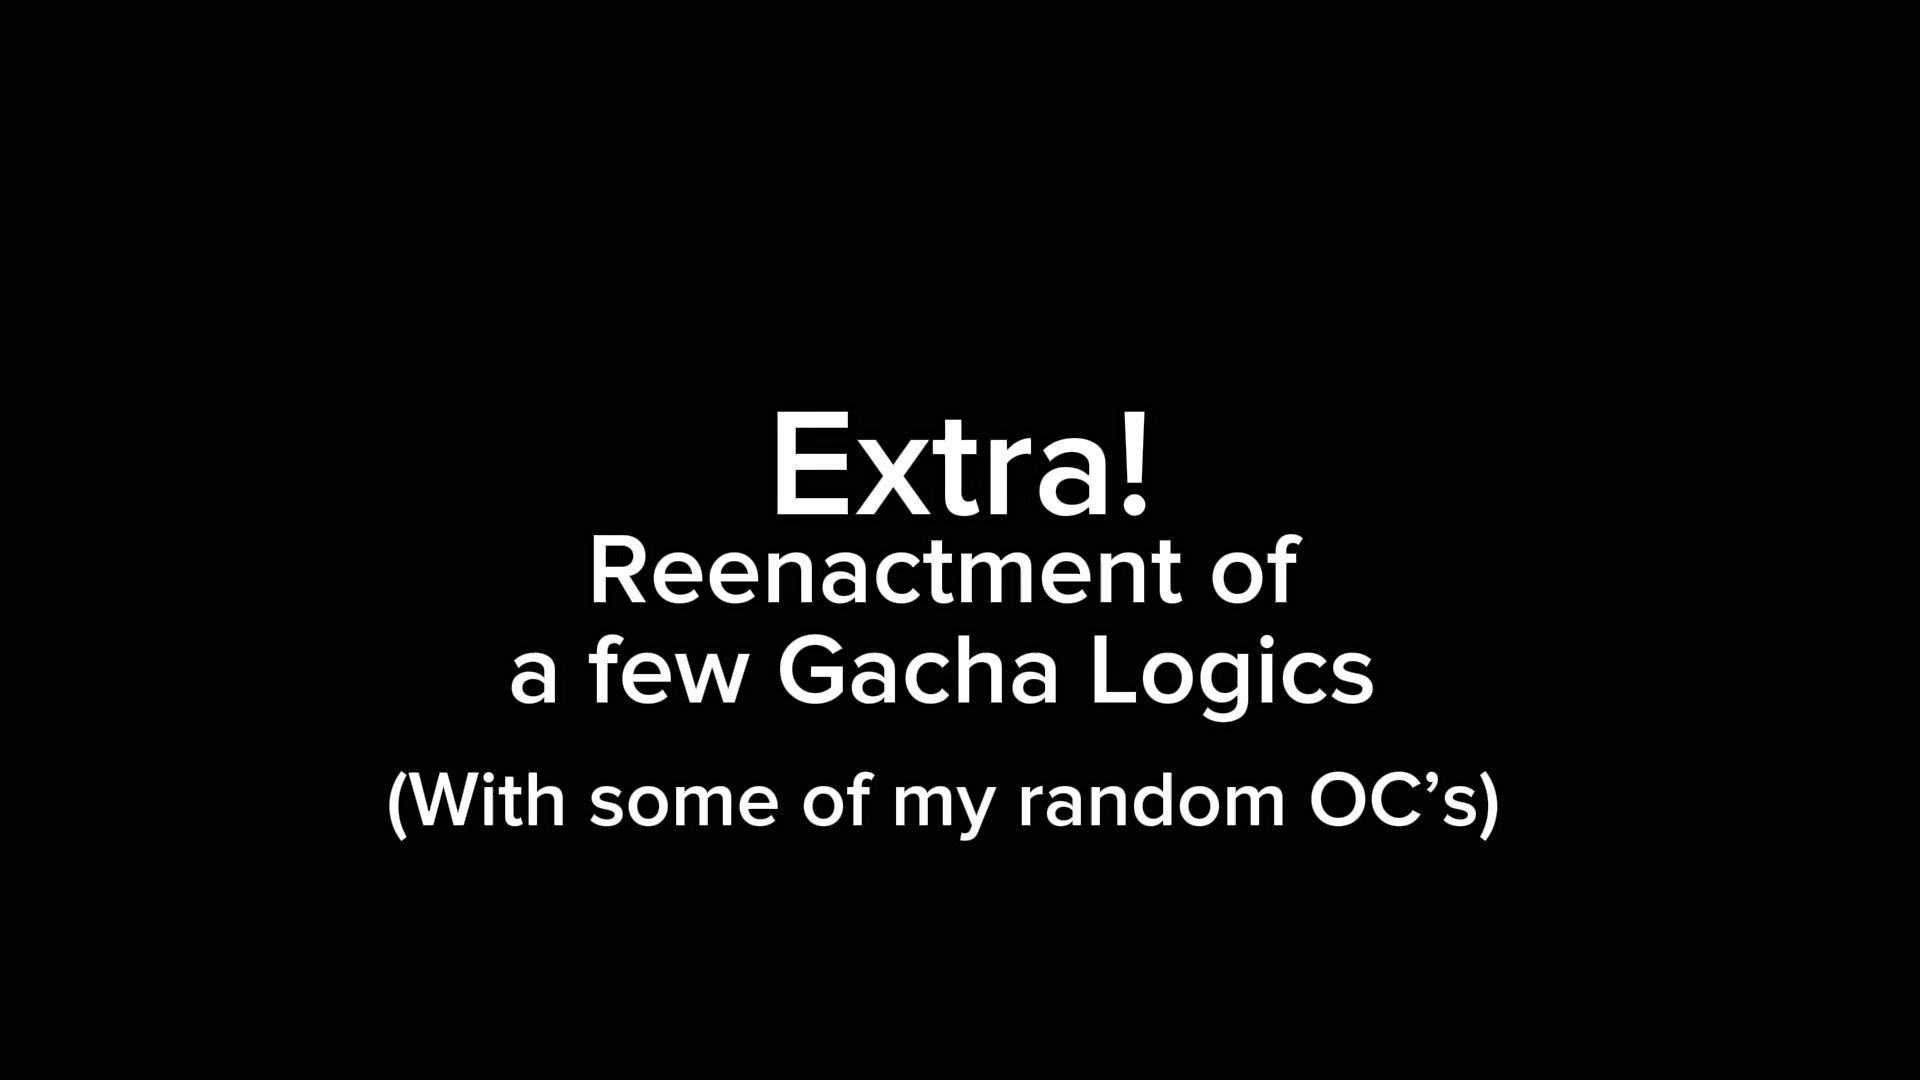 Extra!
Reenactment of
a few Gacha Logics
(With some of my random OC’s)